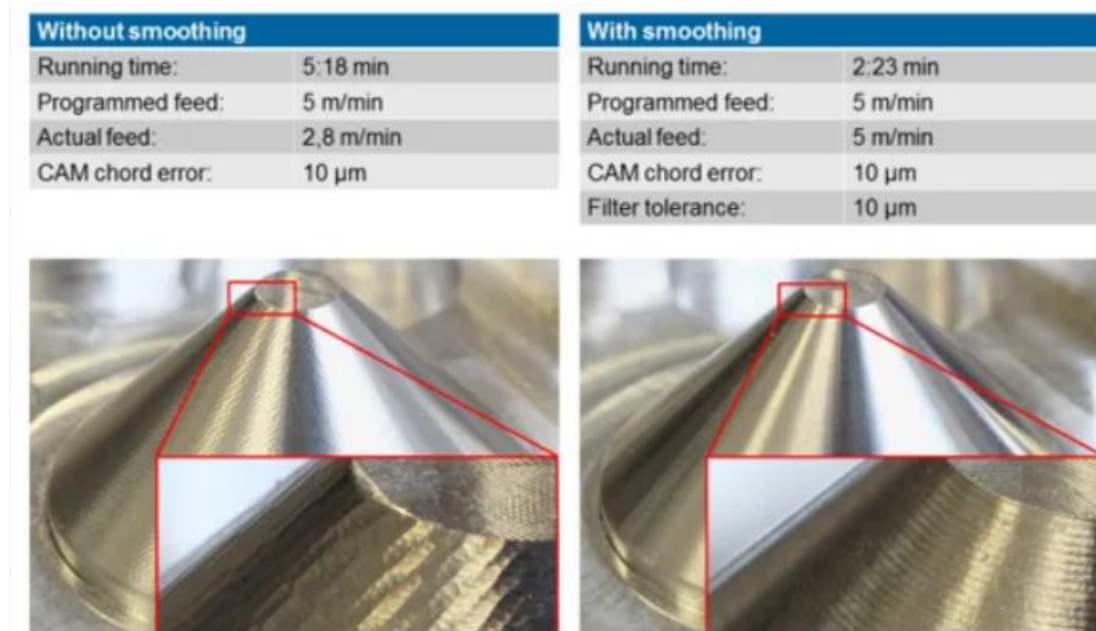 Without smoothing
Running time: 5:18 min
Programmed feed: 5 m/min
Actual feed: 2,8 m/min
CAM chord error: 10 µm
With smoothing
Running time: 2:23 min
Programmed feed: 5 m/min
Actual feed: 5 m/min
CAM chord error: 10 µm
Filter tolerance: 10 µm